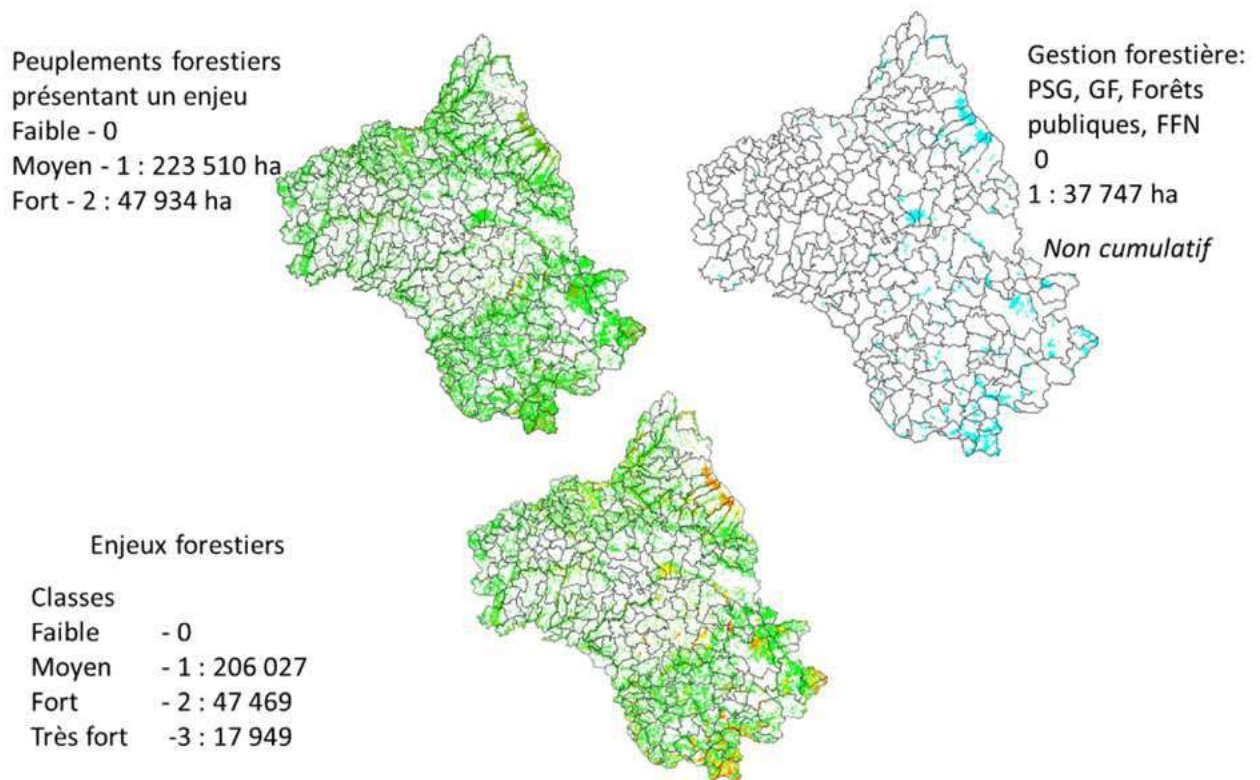 Peuplements forestiers
présentant un enjeu
Faible - 0
Moyen - 1 : 223 510 ha
Fort - 2 : 47 934 ha
Gestion forestière:
PSG, GF, Forêts
publiques, FFN
0
1 : 37 747 ha
Non cumulatif
Enjeux forestiers
Classes
Faible - 0
Moyen - 1 : 206 027
Fort - 2 : 47 469
Très fort -3 : 17 949